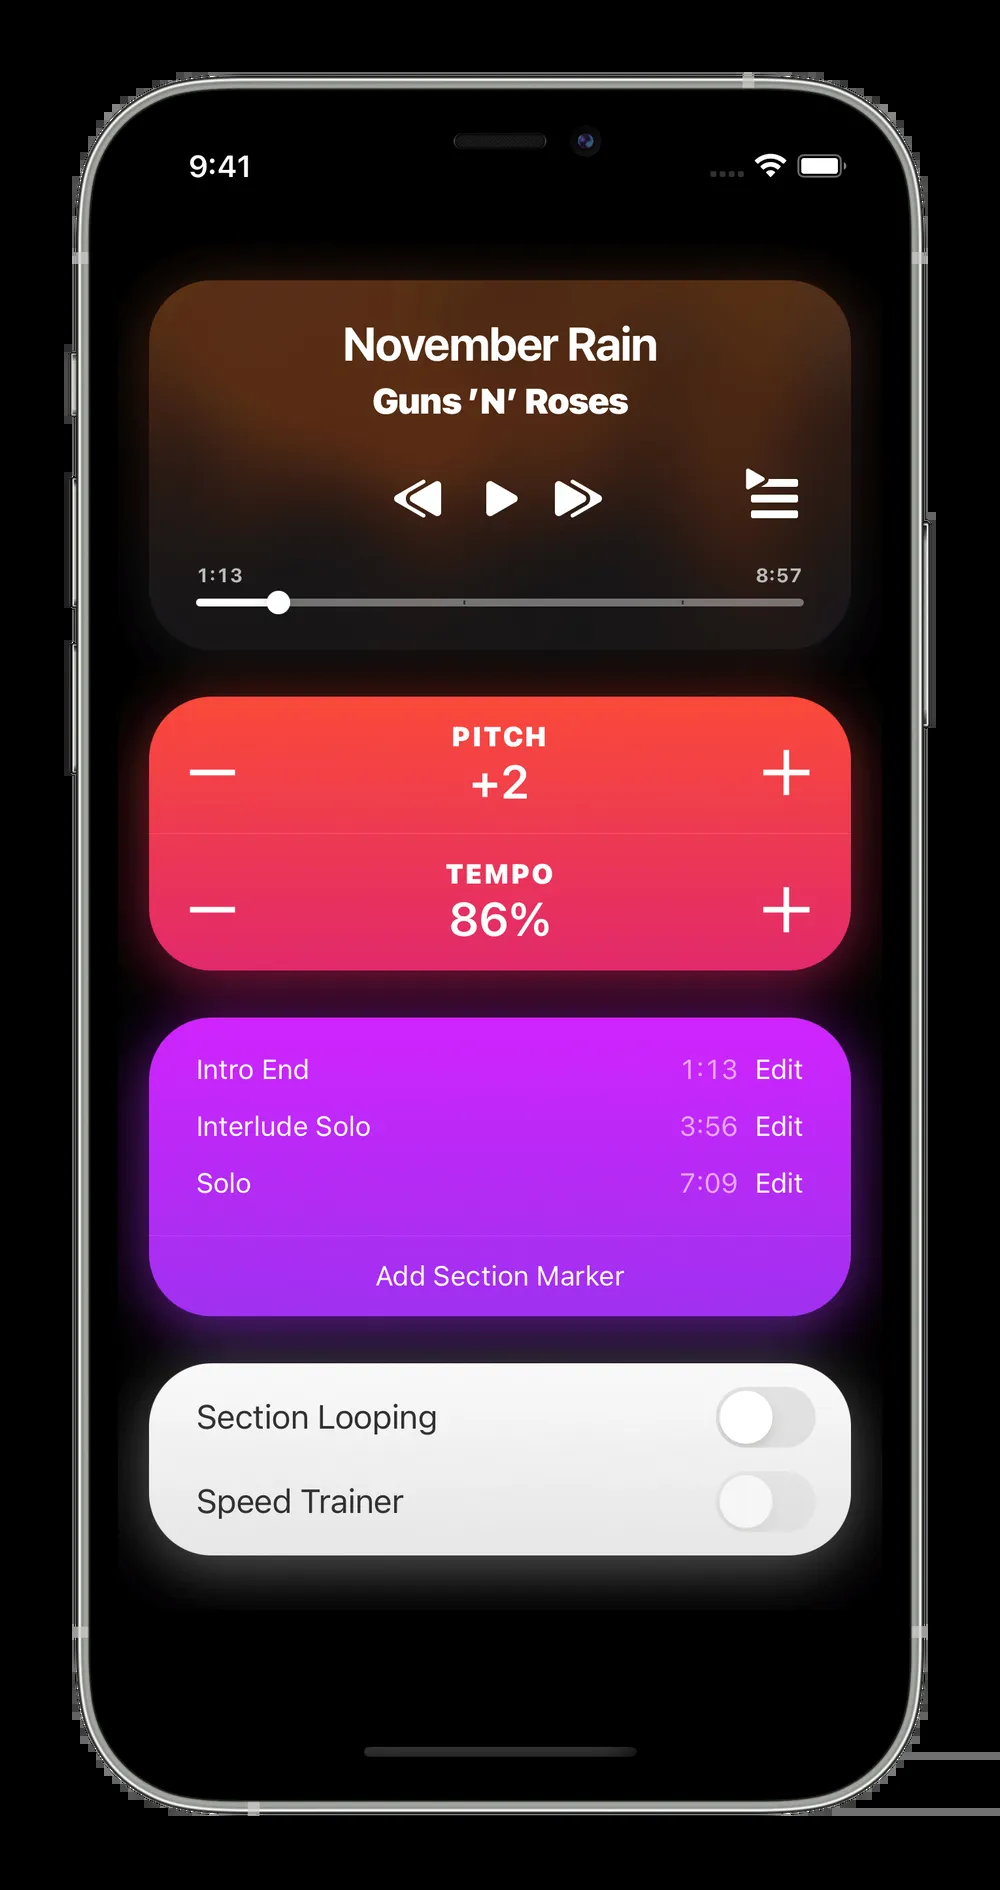 9:41
November Rain
Guns ’N’ Roses
1:13 8:57
PITCH
+2
TEMPO
86%
Intro End 1:13 Edit
Interlude Solo 3:56 Edit
Solo 7:09 Edit
Add Section Marker
Section Looping
Speed Trainer